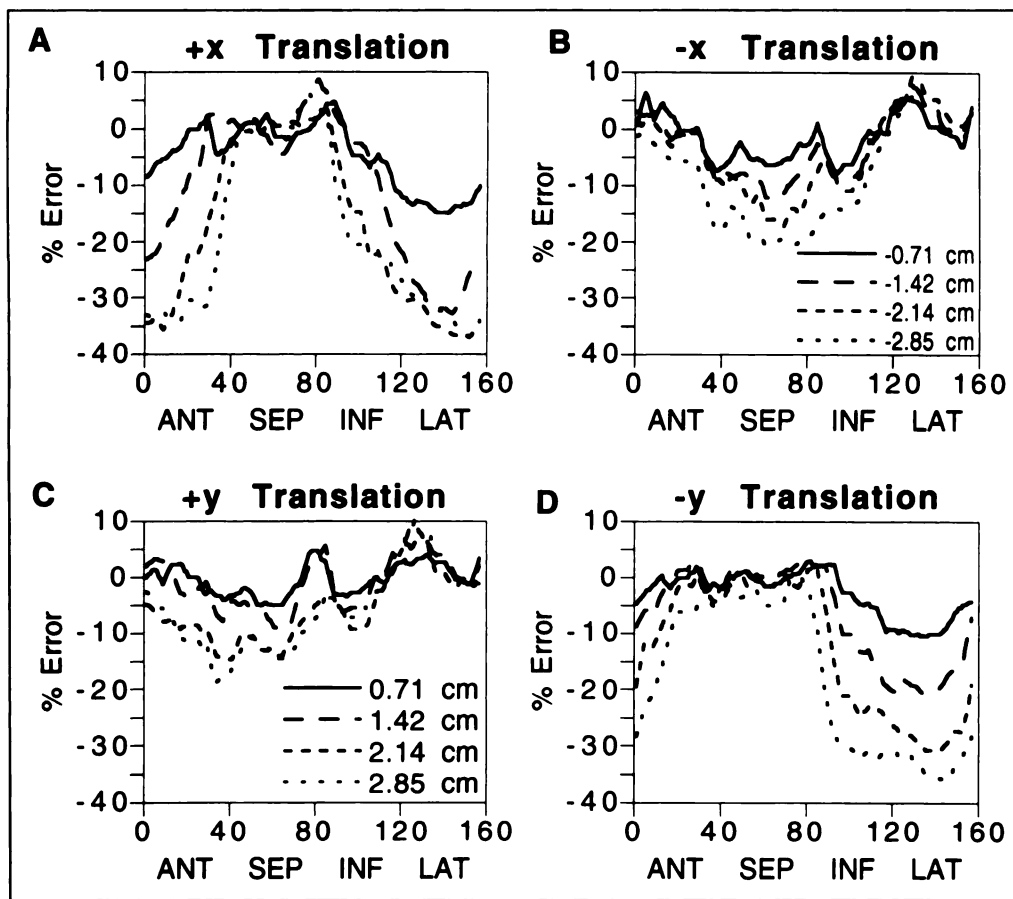 A
+x Translation
% Error
10
0
-10
-20
-30
-40
0 40 80 120 160
ANT SEP INF LAT
B
-x Translation
% Error
10
0
-10
-20
-30
-40
-0.71 cm
-1.42 cm
-2.14 cm
-2.85 cm
0 40 80 120 160
ANT SEP INF LAT
C
+y Translation
% Error
10
0
-10
-20
-30
-40
0.71 cm
1.42 cm
2.14 cm
2.85 cm
0 40 80 120 160
ANT SEP INF LAT
D
-y Translation
% Error
10
0
-10
-20
-30
-40
0 40 80 120 160
ANT SEP INF LAT